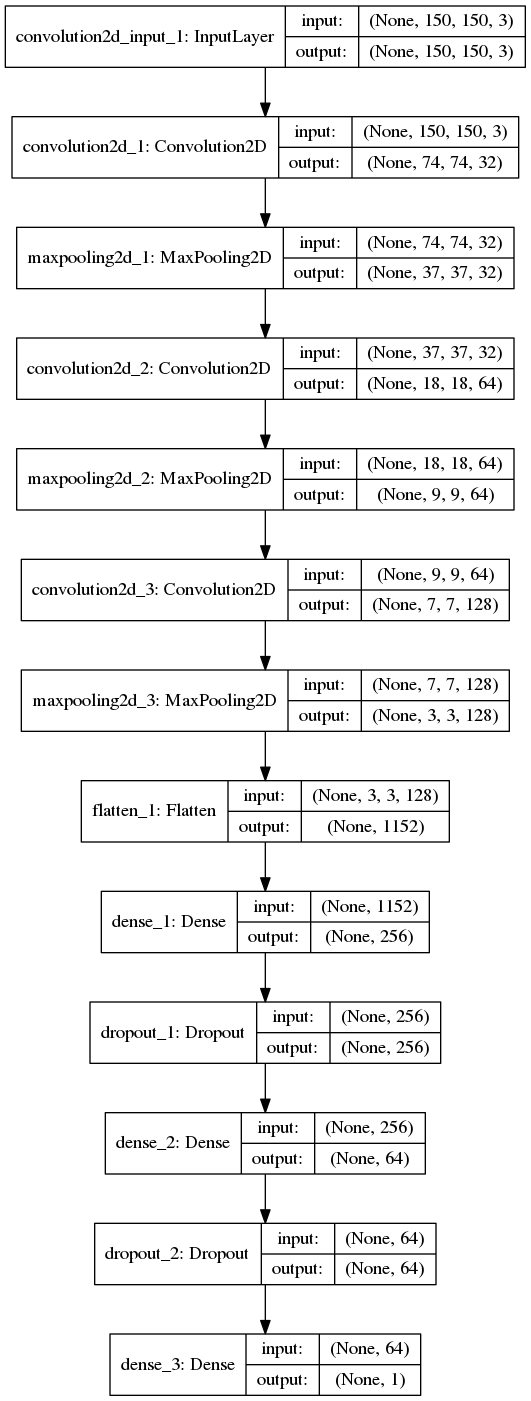 convolution2d_input_1: InputLayer
input: (None, 150, 150, 3)
output: (None, 150, 150, 3)
convolution2d_1: Convolution2D
input: (None, 150, 150, 3)
output: (None, 74, 74, 32)
maxpooling2d_1: MaxPooling2D
input: (None, 74, 74, 32)
output: (None, 37, 37, 32)
convolution2d_2: Convolution2D
input: (None, 37, 37, 32)
output: (None, 18, 18, 64)
maxpooling2d_2: MaxPooling2D
input: (None, 18, 18, 64)
output: (None, 9, 9, 64)
convolution2d_3: Convolution2D
input: (None, 9, 9, 64)
output: (None, 7, 7, 128)
maxpooling2d_3: MaxPooling2D
input: (None, 7, 7, 128)
output: (None, 3, 3, 128)
flatten_1: Flatten
input: (None, 3, 3, 128)
output: (None, 1152)
dense_1: Dense
input: (None, 1152)
output: (None, 256)
dropout_1: Dropout
input: (None, 256)
output: (None, 256)
dense_2: Dense
input: (None, 256)
output: (None, 64)
dropout_2: Dropout
input: (None, 64)
output: (None, 64)
dense_3: Dense
input: (None, 64)
output: (None, 1)